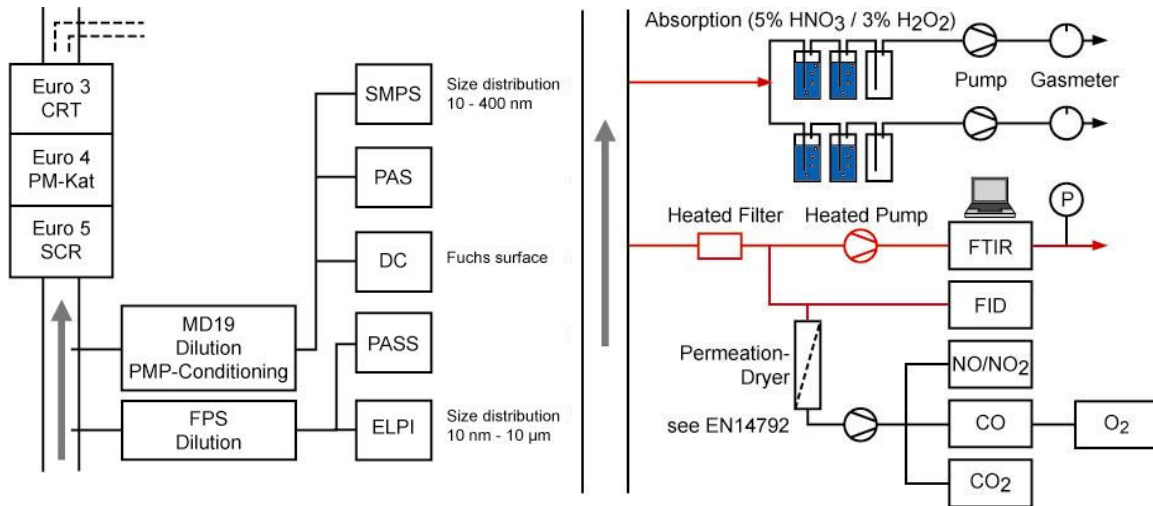 Euro 3
CRT
Euro 4
PM-Kat
Euro 5
SCR
MD19
Dilution
PMP-Conditioning
FPS
Dilution
SMPS
Size distribution
10 - 400 nm
PAS
DC
Fuchs surface
PASS
ELPI
Size distribution
10 nm - 10 µm
Absorption (5% HNO3 / 3% H2O2)
Pump
Gasmeter
Heated Filter
Heated Pump
FTIR
P
FID
Permeation-
Dryer
see EN14792
NO/NO2
CO
O2
CO2